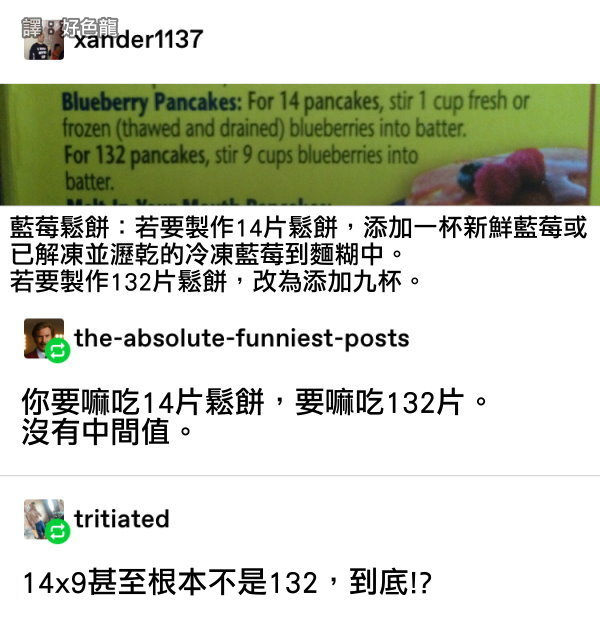 譯：好色龍
xander1137
Blueberry Pancakes: For 14 pancakes, stir 1 cup fresh or
frozen (thawed and drained) blueberries into batter.
For 132 pancakes, stir 9 cups blueberries into
batter.
藍莓鬆餅：若要製作14片鬆餅，添加一杯新鮮藍莓或
已解凍並瀝乾的冷凍藍莓到麵糊中。
若要製作132片鬆餅，改為添加九杯。
the-absolute-funniest-posts
你要嘛吃14片鬆餅，要嘛吃132片。
沒有中間值。
tritiated
14x9甚至根本不是132，到底!?